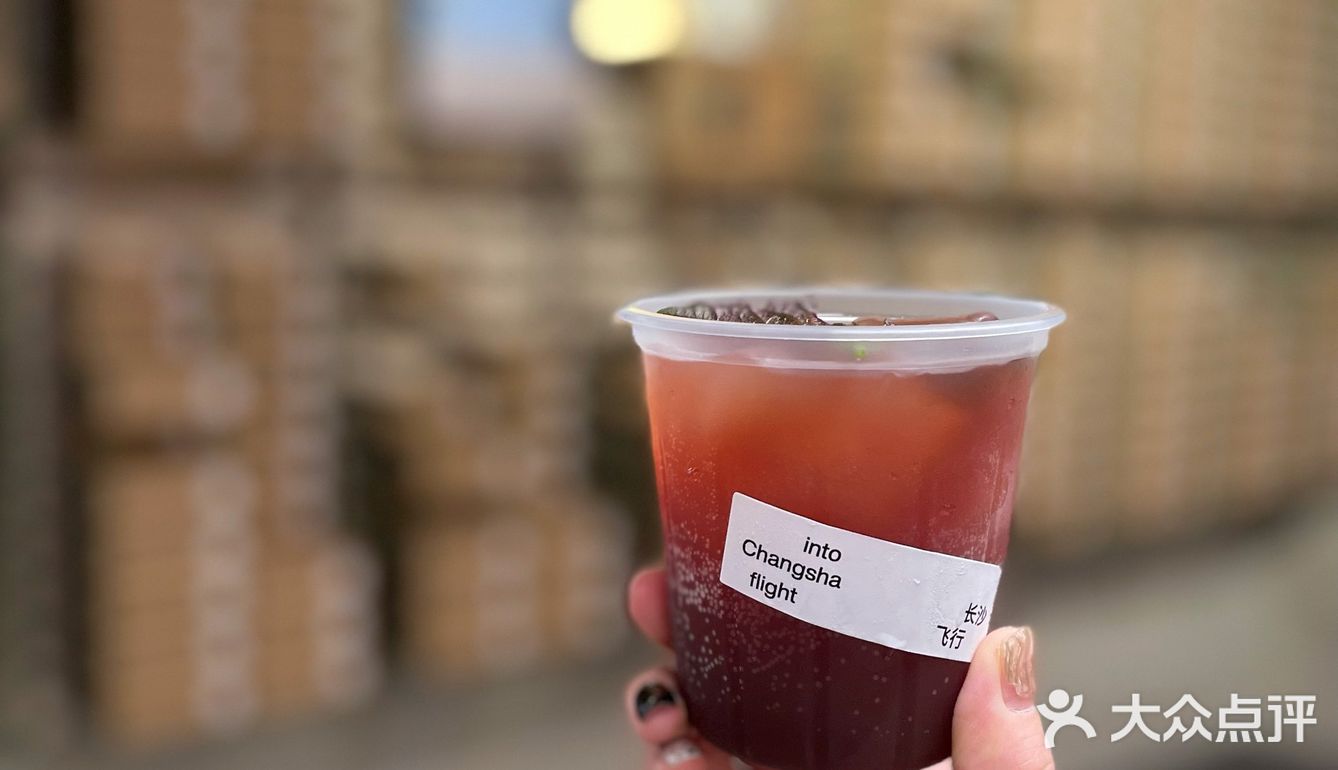 into
Changsha
flight
长沙
飞行
大众点评